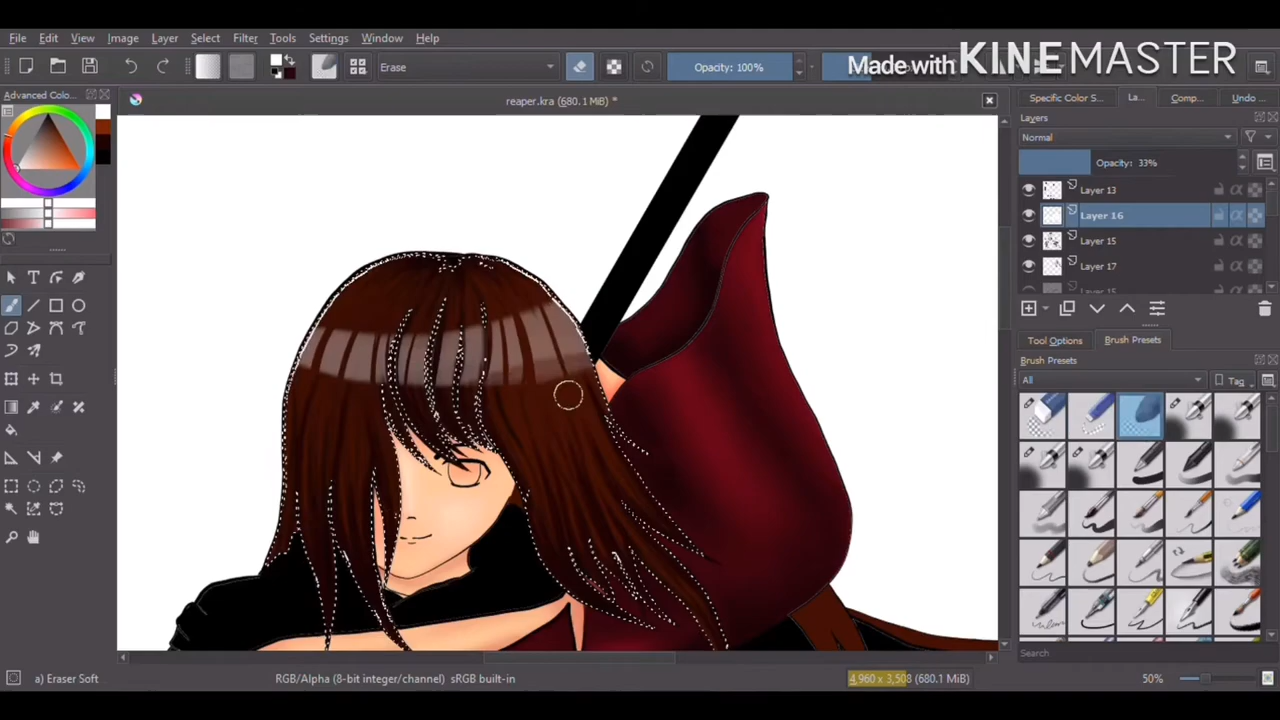 File Edit View Image Layer Select Filter Tools Settings Window Help
Erase Opacity: 100% Made with KINEMASTER
Advanced Colo... reaper.kra (680.1 MiB) * Specific Color S... La... Comp... Undo ...
Layers
Normal
Opacity: 33%
Layer 13
Layer 16
Layer 15
Layer 17
Layer 15
Tool Options Brush Presets
Brush Presets
All Tag
Search
a) Eraser Soft RGB/Alpha (8-bit integer/channel) sRGB built-in 4,960 x 3,508 (680.1 MiB) 50%